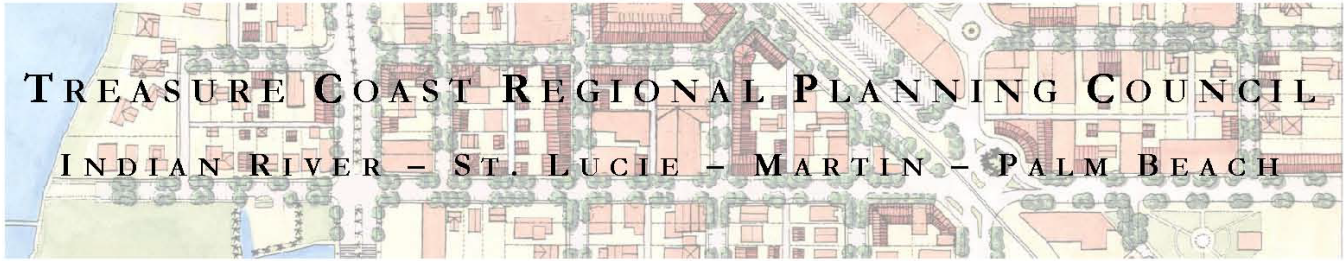 TREASURE COAST REGIONAL PLANNING COUNCIL
INDIAN RIVER – ST. LUCIE – MARTIN – PALM BEACH